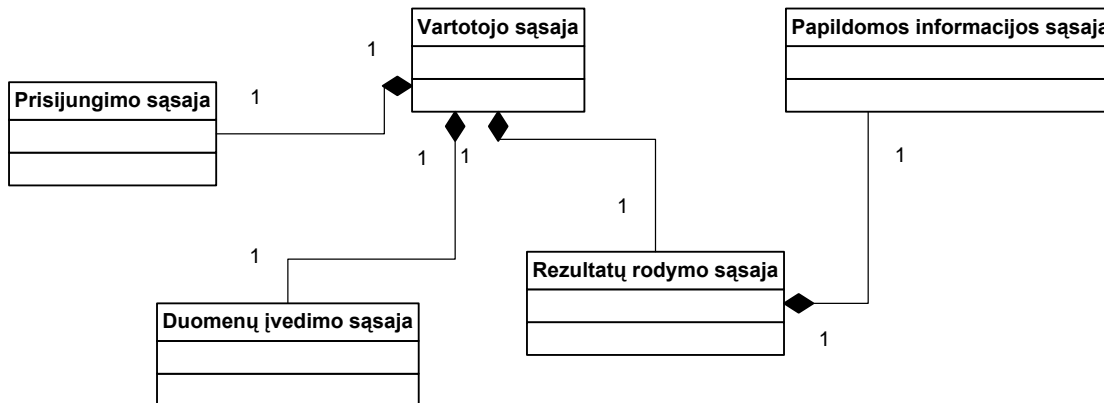 Vartotojo sąsaja
Papildomos informacijos sąsaja
1
Prisijungimo sąsaja
1
1
1
1
1
1
Rezultatų rodymo sąsaja
Duomenų įvedimo sąsaja
1